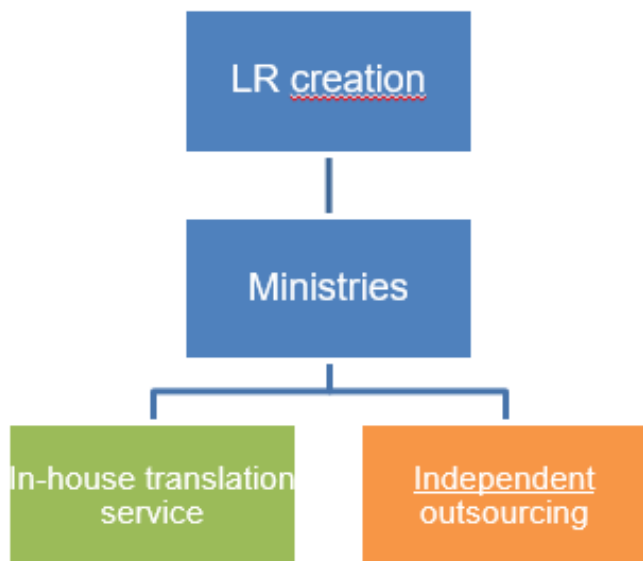 LR creation
Ministries
In-house translation
service
Independent
outsourcing